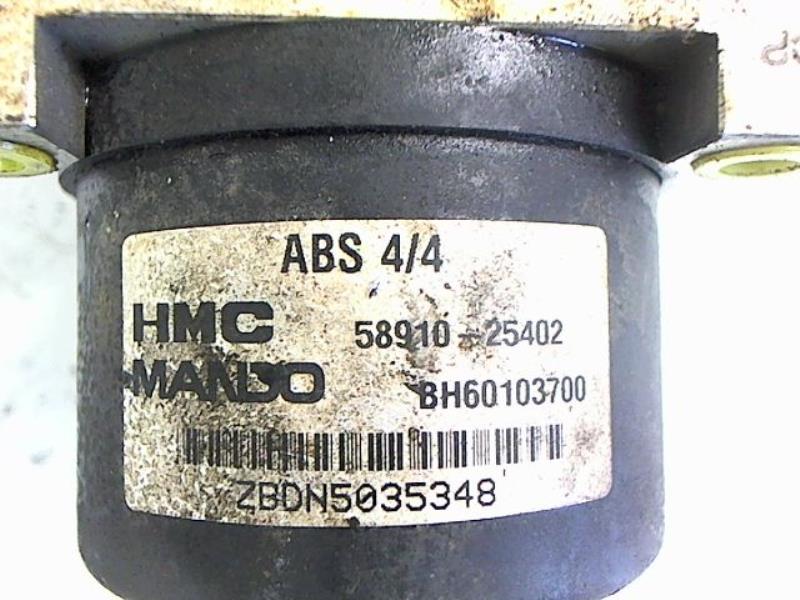 ABS 4/4
HMC 58910-25402
MANDO BH60103700
ZBDN5035348